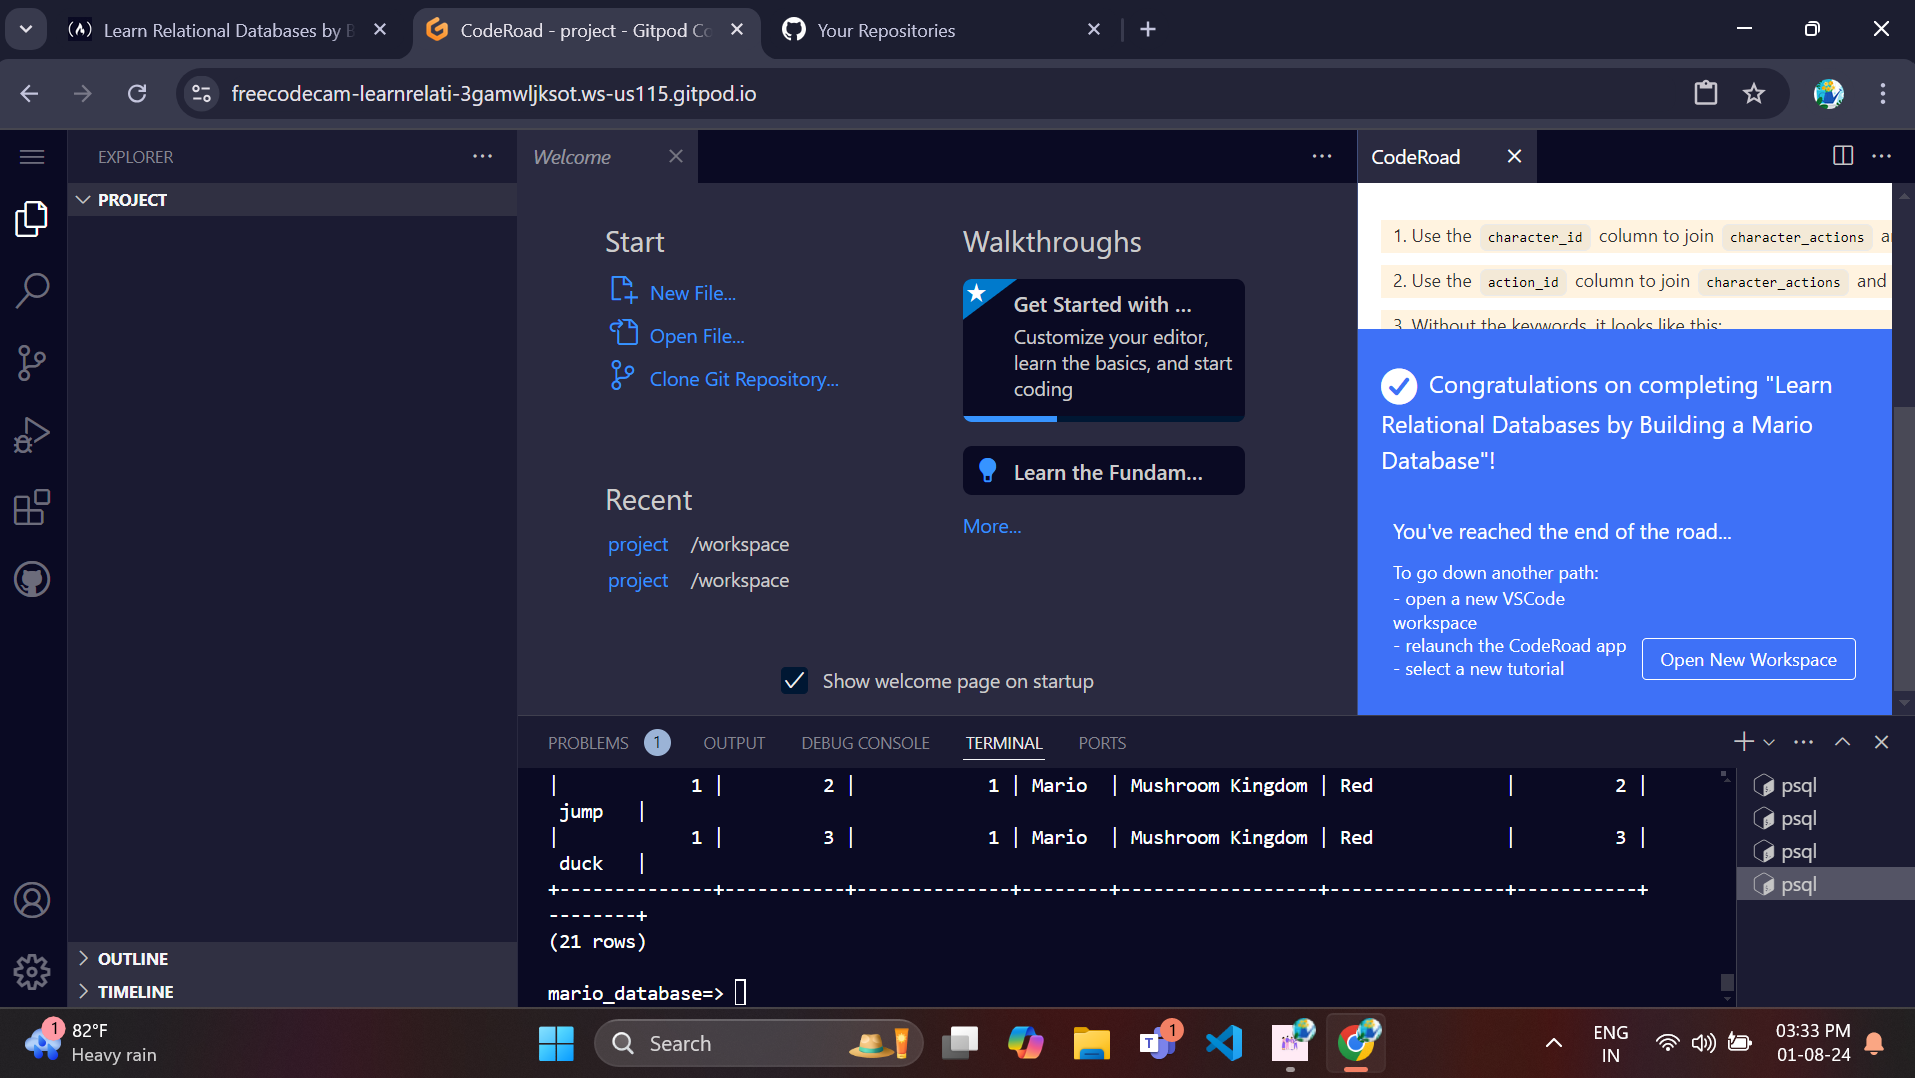 Learn Relational Databases by B
CodeRoad - project - Gitpod Co
Your Repositories
freecodecam-learnrelati-3gamwljksot.ws-us115.gitpod.io
EXPLORER
PROJECT
OUTLINE
TIMELINE
Welcome
Start
New File...
Open File...
Clone Git Repository...
Recent
project /workspace
project /workspace
Walkthroughs
Get Started with ...
Customize your editor,
learn the basics, and start
coding
Learn the Fundam...
More...
Show welcome page on startup
CodeRoad
1. Use the character_id column to join character_actions
2. Use the action_id column to join character_actions and
3. Without the keywords, it looks like this:
Congratulations on completing "Learn
Relational Databases by Building a Mario
Database"!
You've reached the end of the road...
To go down another path:
- open a new VSCode
workspace
- relaunch the CodeRoad app
- select a new tutorial
Open New Workspace
PROBLEMS 1 OUTPUT DEBUG CONSOLE TERMINAL PORTS
| 1 | 2 | 1 | Mario | Mushroom Kingdom | Red | 2 |
jump |
| 1 | 3 | 1 | Mario | Mushroom Kingdom | Red | 3 |
duck |
+--------------+-----------+--------------+--------+------------------+----------------+-----------+
--------+
(21 rows)
mario_database=>
psql
psql
psql
psql
1
82°F
Heavy rain
Search
1
ENG
IN
03:33 PM
01-08-24